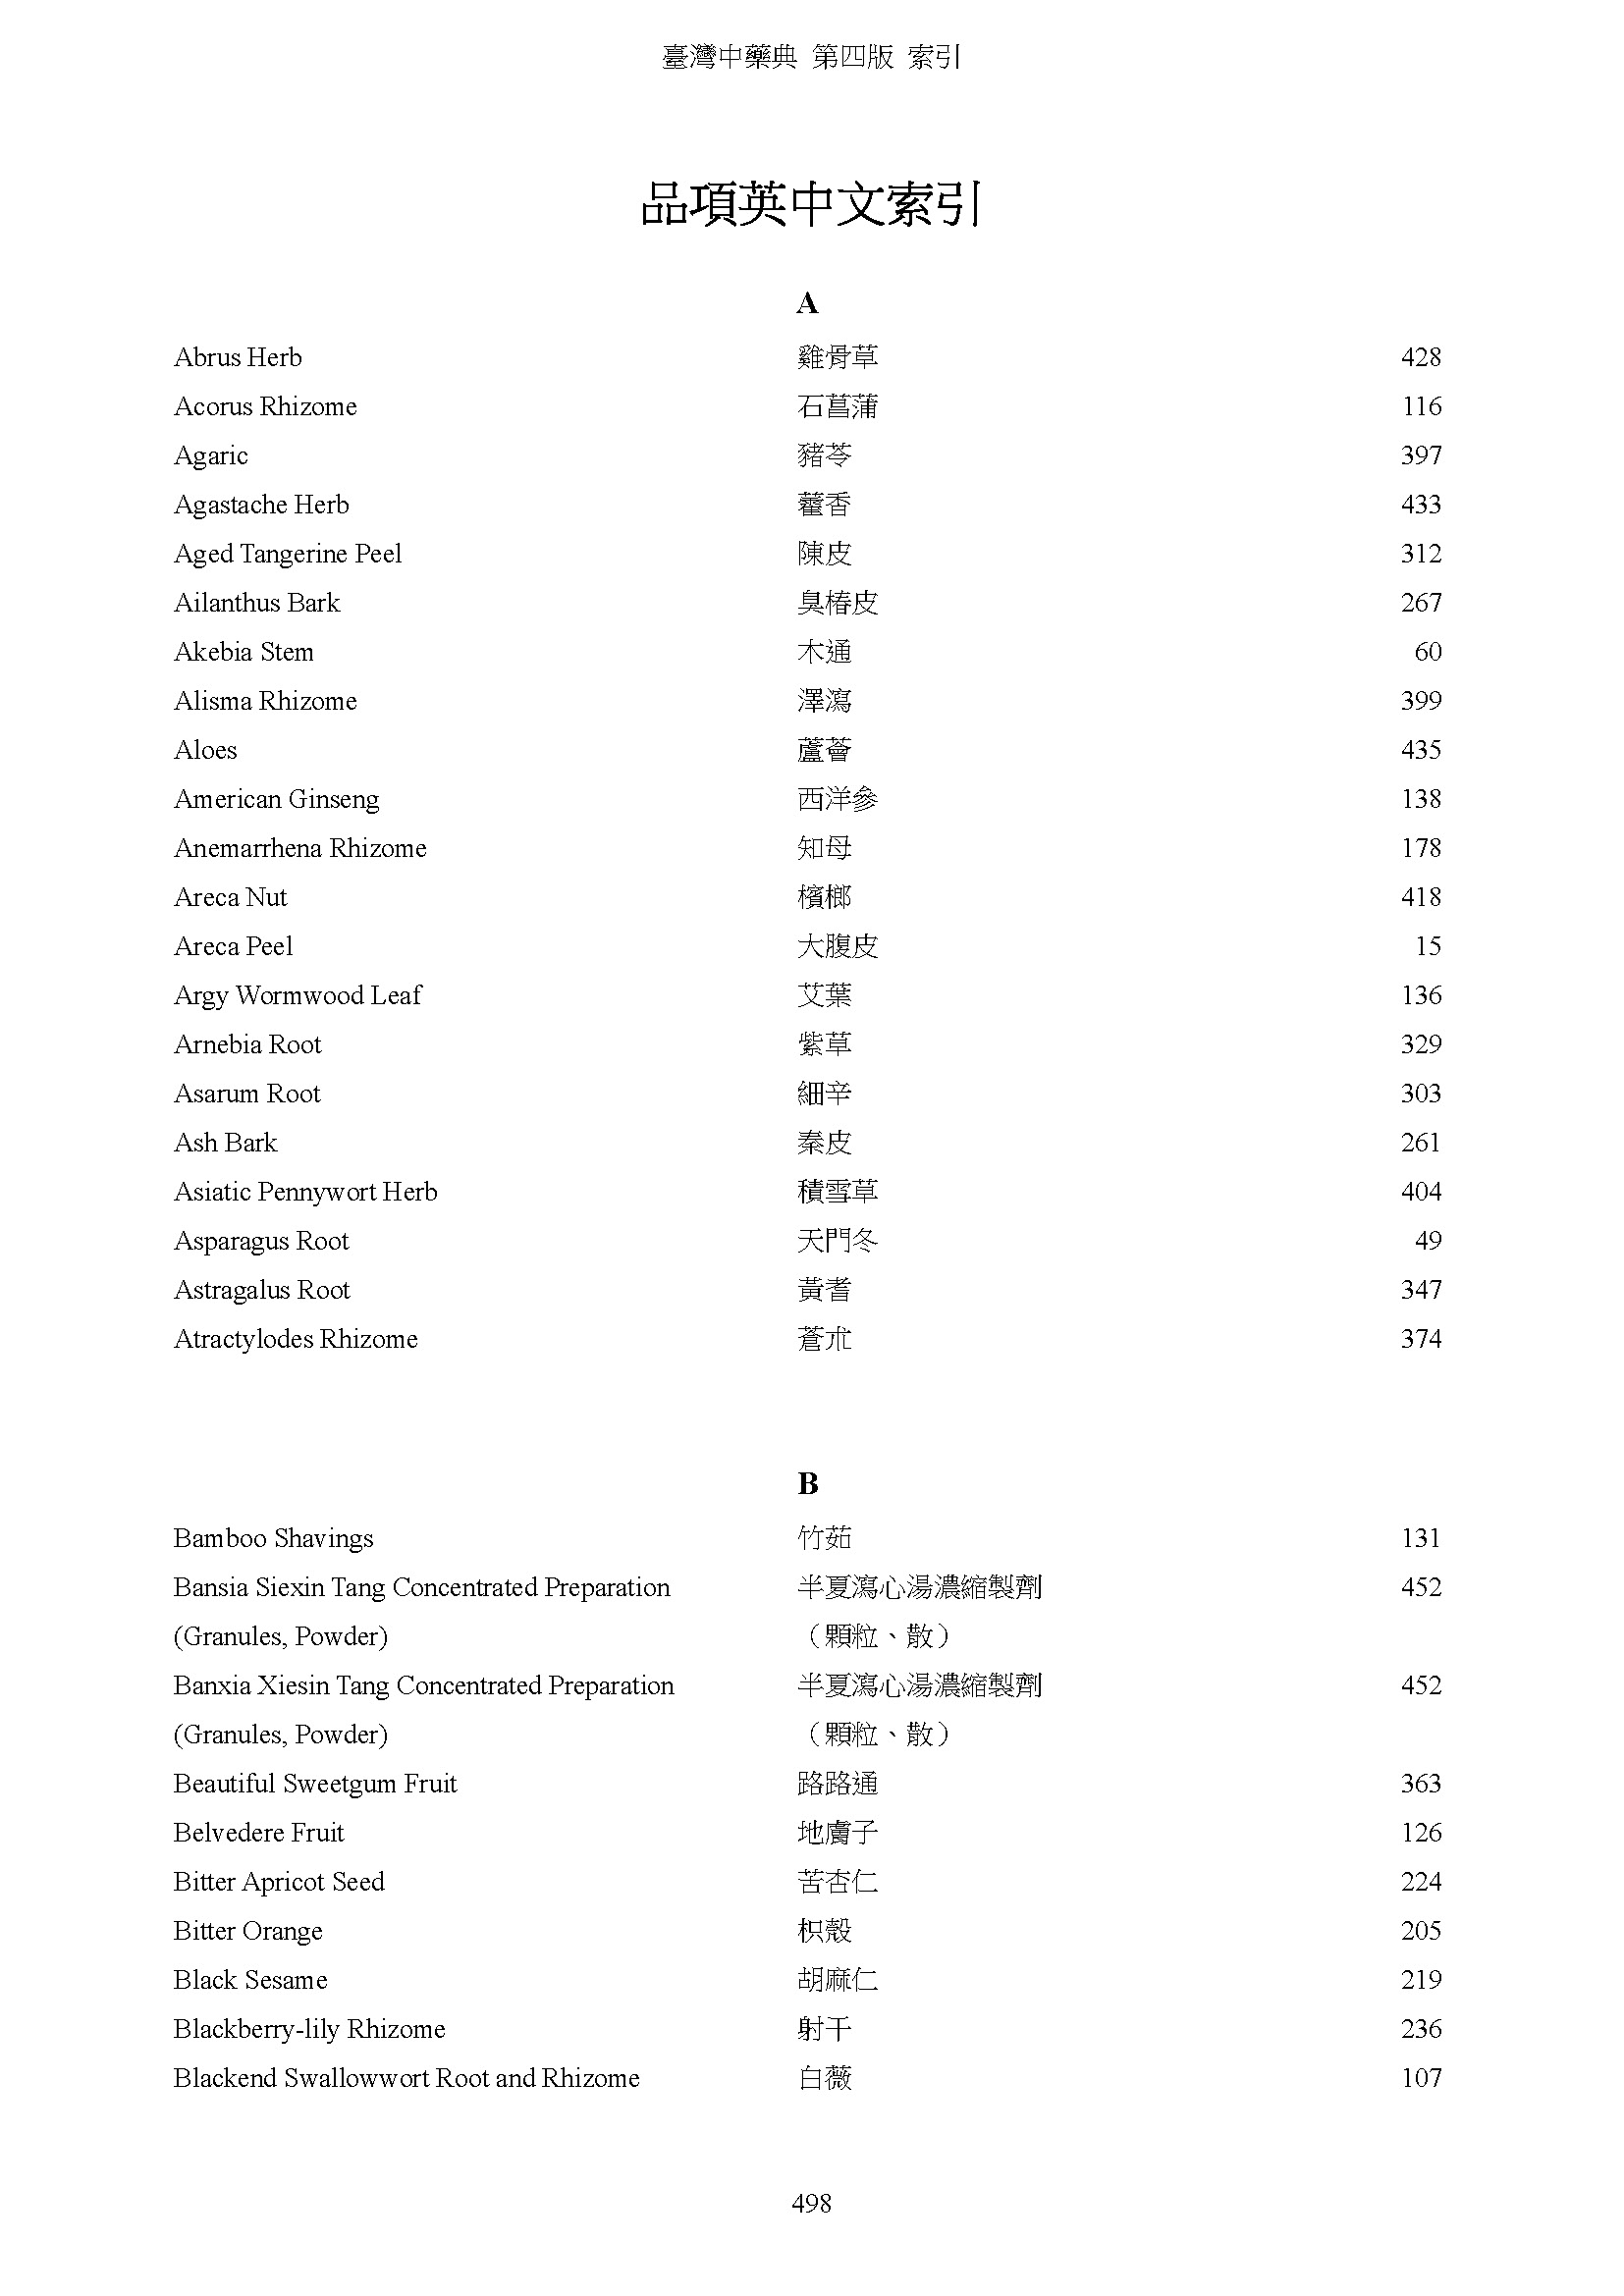 臺灣中藥典 第四版 索引
品項英中文索引
A
Abrus Herb 雞骨草 428
Acorus Rhizome 石菖蒲 116
Agaric 豬苓 397
Agastache Herb 藿香 433
Aged Tangerine Peel 陳皮 312
Ailanthus Bark 臭椿皮 267
Akebia Stem 木通 60
Alisma Rhizome 澤瀉 399
Aloes 蘆薈 435
American Ginseng 西洋參 138
Anemarrhena Rhizome 知母 178
Areca Nut 檳榔 418
Areca Peel 大腹皮 15
Argy Wormwood Leaf 艾葉 136
Arnebia Root 紫草 329
Asarum Root 細辛 303
Ash Bark 秦皮 261
Asiatic Pennywort Herb 積雪草 404
Asparagus Root 天門冬 49
Astragalus Root 黃耆 347
Atractylodes Rhizome 蒼朮 374
B
Bamboo Shavings 竹茹 131
Bansia Siexin Tang Concentrated Preparation 半夏瀉心湯濃縮製劑 452
(Granules, Powder) （顆粒、散）
Banxia Xiesin Tang Concentrated Preparation 半夏瀉心湯濃縮製劑 452
(Granules, Powder) （顆粒、散）
Beautiful Sweetgum Fruit 路路通 363
Belvedere Fruit 地膚子 126
Bitter Apricot Seed 苦杏仁 224
Bitter Orange 枳殼 205
Black Sesame 胡麻仁 219
Blackberry-lily Rhizome 射干 236
Blackend Swallowwort Root and Rhizome 白薇 107
498